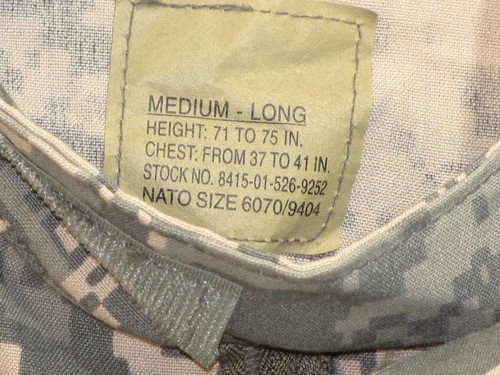 MEDIUM - LONG
HEIGHT: 71 TO 75 IN.
CHEST: FROM 37 TO 41 IN.
STOCK NO. 8415-01-526-9252
NATO SIZE 6070/9404